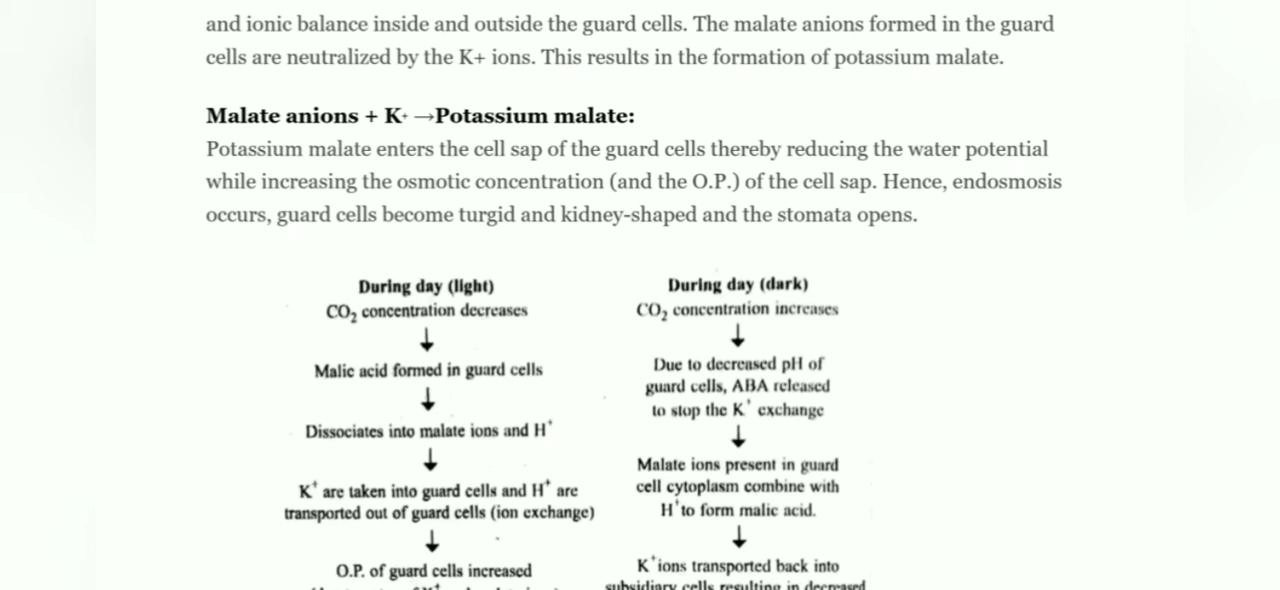 and ionic balance inside and outside the guard cells. The malate anions formed in the guard
cells are neutralized by the K+ ions. This results in the formation of potassium malate.
Malate anions + K+ →Potassium malate:
Potassium malate enters the cell sap of the guard cells thereby reducing the water potential
while increasing the osmotic concentration (and the O.P.) of the cell sap. Hence, endosmosis
occurs, guard cells become turgid and kidney-shaped and the stomata opens.
During day (light)
CO₂ concentration decreases
↓
Malic acid formed in guard cells
↓
Dissociates into malate ions and H⁺
↓
K⁺ are taken into guard cells and H⁺ are
transported out of guard cells (ion exchange)
↓
O.P. of guard cells increased
During day (dark)
CO₂ concentration increases
↓
Due to decreased pH of
guard cells, ABA released
to stop the K⁺ exchange
↓
Malate ions present in guard
cell cytoplasm combine with
H⁺to form malic acid.
↓
K⁺ions transported back into
subsidiary cells resulting in decreased